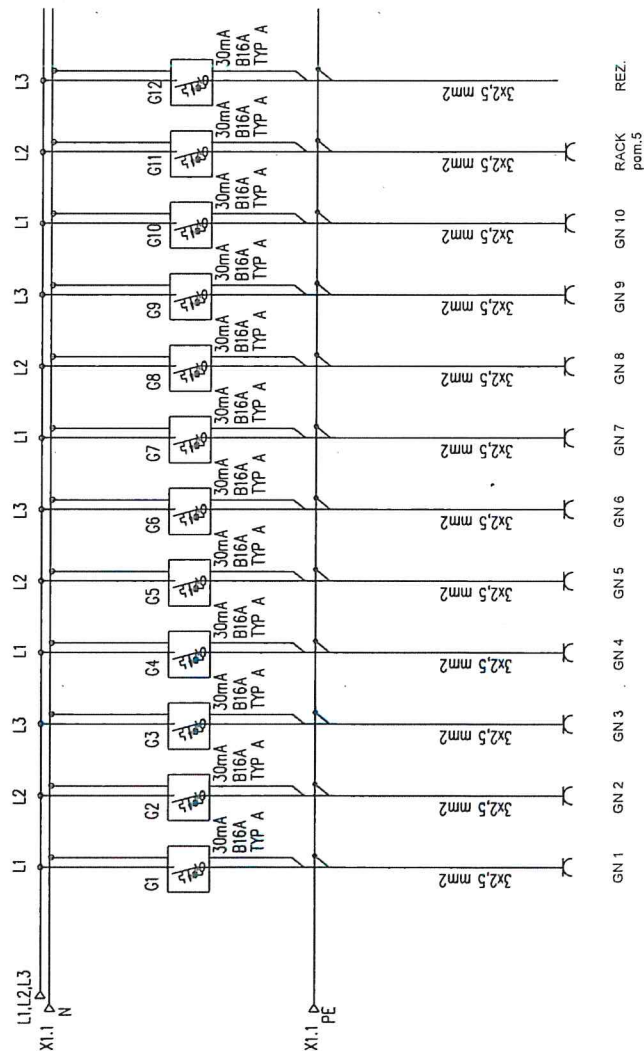 L1,L2,L3
X1.1
N
X1.1
PE
L1
G1
30mA
B16A
TYP A
3x2,5 mm2
GN 1
L2
G2
30mA
B16A
TYP A
3x2,5 mm2
GN 2
L3
G3
30mA
B16A
TYP A
3x2,5 mm2
GN 3
L1
G4
30mA
B16A
TYP A
3x2,5 mm2
GN 4
L2
G5
30mA
B16A
TYP A
3x2,5 mm2
GN 5
L3
G6
30mA
B16A
TYP A
3x2,5 mm2
GN 6
L1
G7
30mA
B16A
TYP A
3x2,5 mm2
GN 7
L2
G8
30mA
B16A
TYP A
3x2,5 mm2
GN 8
L3
G9
30mA
B16A
TYP A
3x2,5 mm2
GN 9
L1
G10
30mA
B16A
TYP A
3x2,5 mm2
GN 10
L2
G11
30mA
B16A
TYP A
3x2,5 mm2
RACK
pom.5
L3
G12
30mA
B16A
TYP A
3x2,5 mm2
REZ.